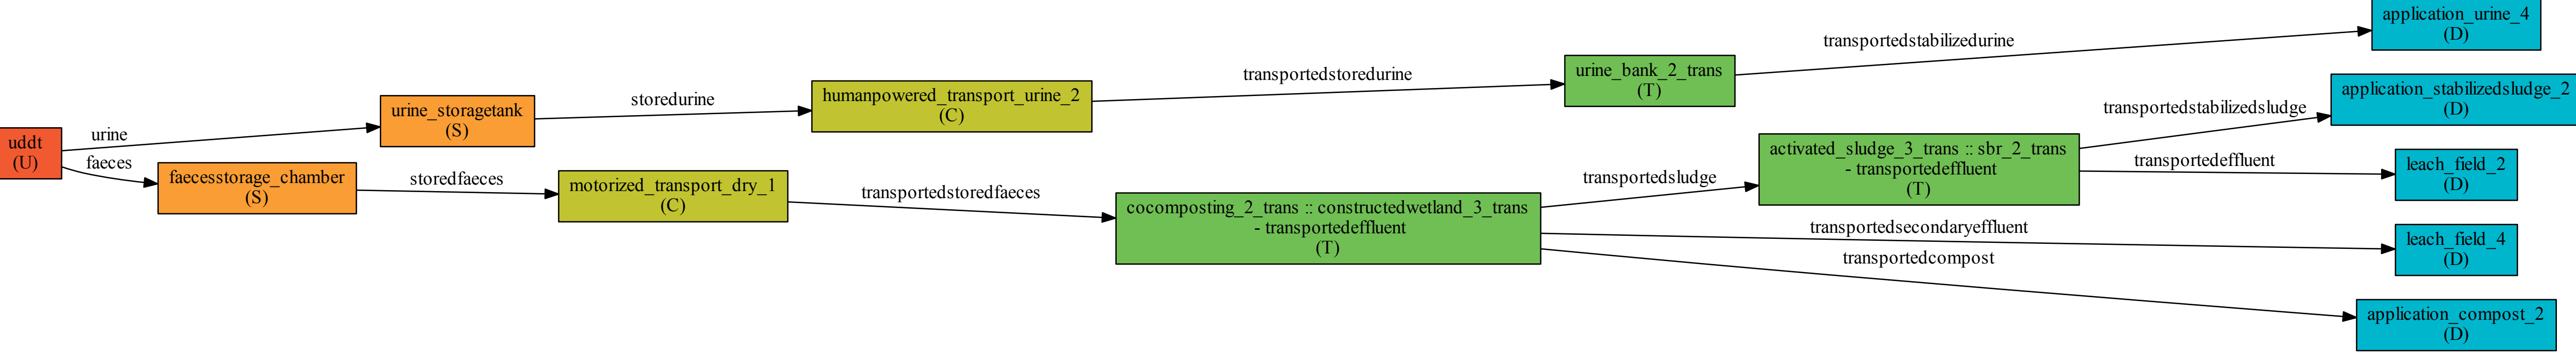 uddt
(U)
urine
faeces
urine_storagetank
(S)
faecesstorage_chamber
(S)
storedurine
storedfaeces
humanpowered_transport_urine_2
(C)
motorized_transport_dry_1
(C)
transportedstoredurine
transportedstoredfaeces
urine_bank_2_trans
(T)
cocomposting_2_trans :: constructedwetland_3_trans
- transportedeffluent
(T)
transportedsludge
activated_sludge_3_trans :: sbr_2_trans
- transportedeffluent
(T)
transportedstabilizedurine
transportedstabilizedsludge
transportedeffluent
transportedsecondaryeffluent
transportedcompost
application_urine_4
(D)
application_stabilizedsludge_2
(D)
leach_field_2
(D)
leach_field_4
(D)
application_compost_2
(D)